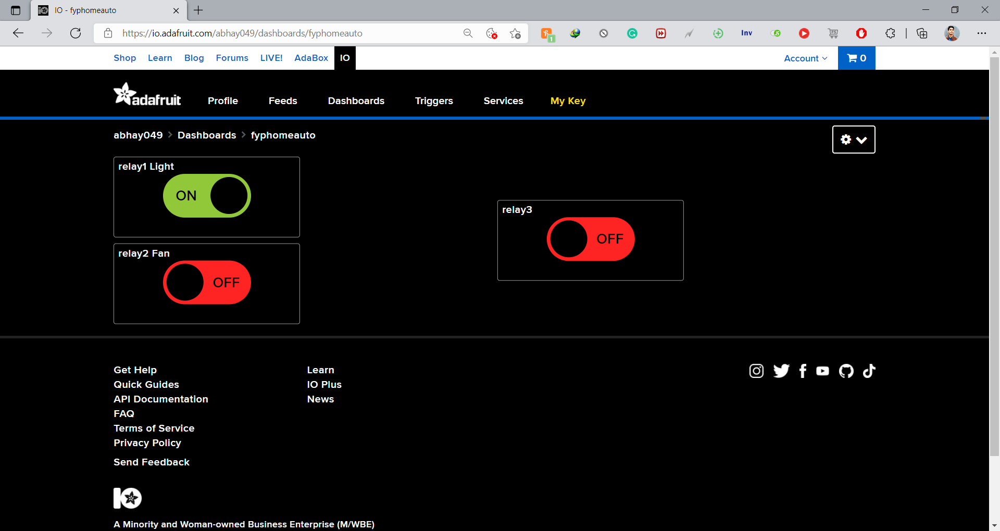 IO - fyphomeauto
https://io.adafruit.com/abhay049/dashboards/fyphomeauto
1
Inv
Shop Learn Blog Forums LIVE! AdaBox IO
Account
0
adafruit
Profile Feeds Dashboards Triggers Services My Key
abhay049 Dashboards fyphomeauto
relay1 Light
ON
relay3
OFF
relay2 Fan
OFF
Get Help
Quick Guides
API Documentation
FAQ
Terms of Service
Privacy Policy
Send Feedback
Learn
IO Plus
News
A Minority and Woman-owned Business Enterprise (M/WBE)